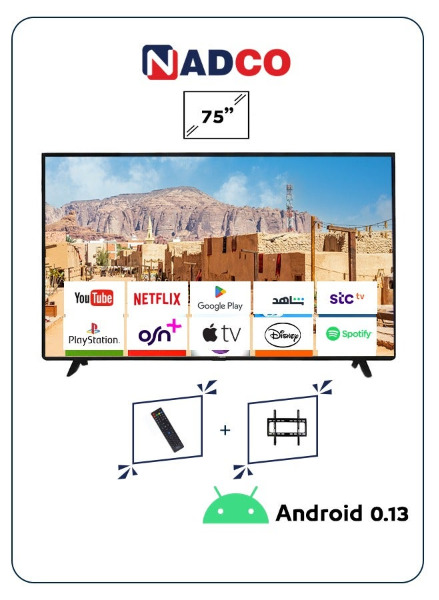 NADCO
75”
YouTube
NETFLIX
Google Play
شاهد
stc tv
PlayStation.
osn+
tv
Disney
Spotify
+
Android 0.13